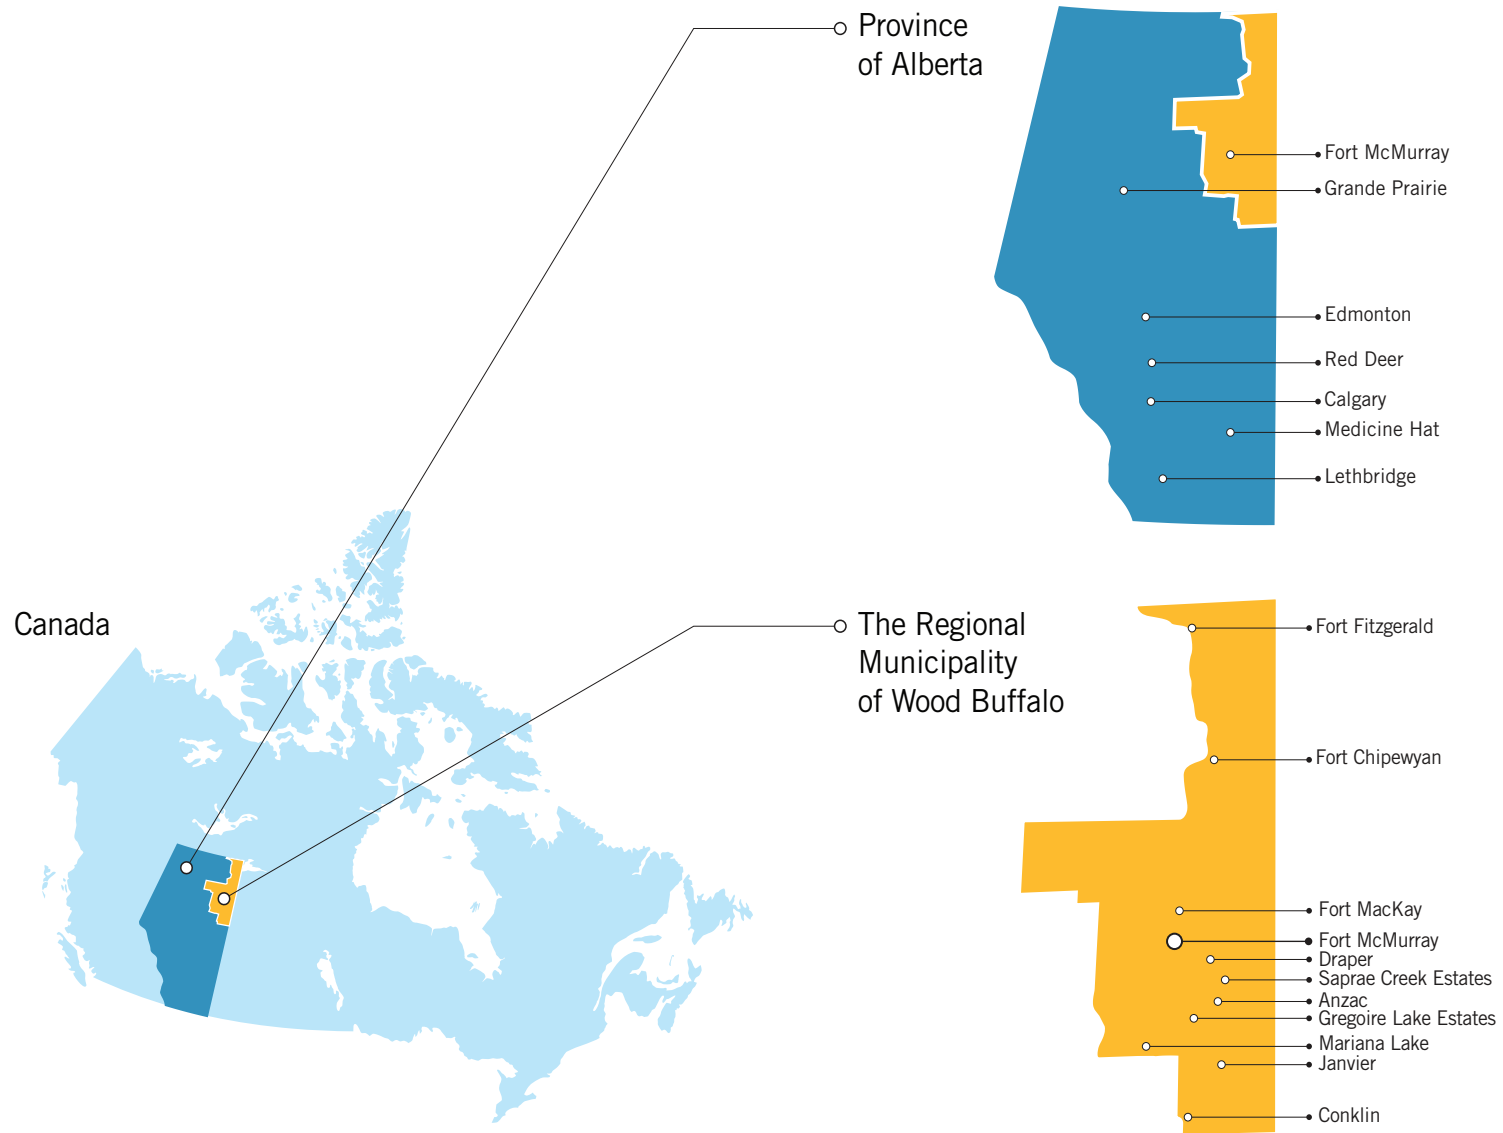 Province
of Alberta
Fort McMurray
Grande Prairie
Edmonton
Red Deer
Calgary
Medicine Hat
Lethbridge
Canada
The Regional
Municipality
of Wood Buffalo
Fort Fitzgerald
Fort Chipewyan
Fort MacKay
Fort McMurray
Draper
Saprae Creek Estates
Anzac
Gregoire Lake Estates
Mariana Lake
Janvier
Conklin